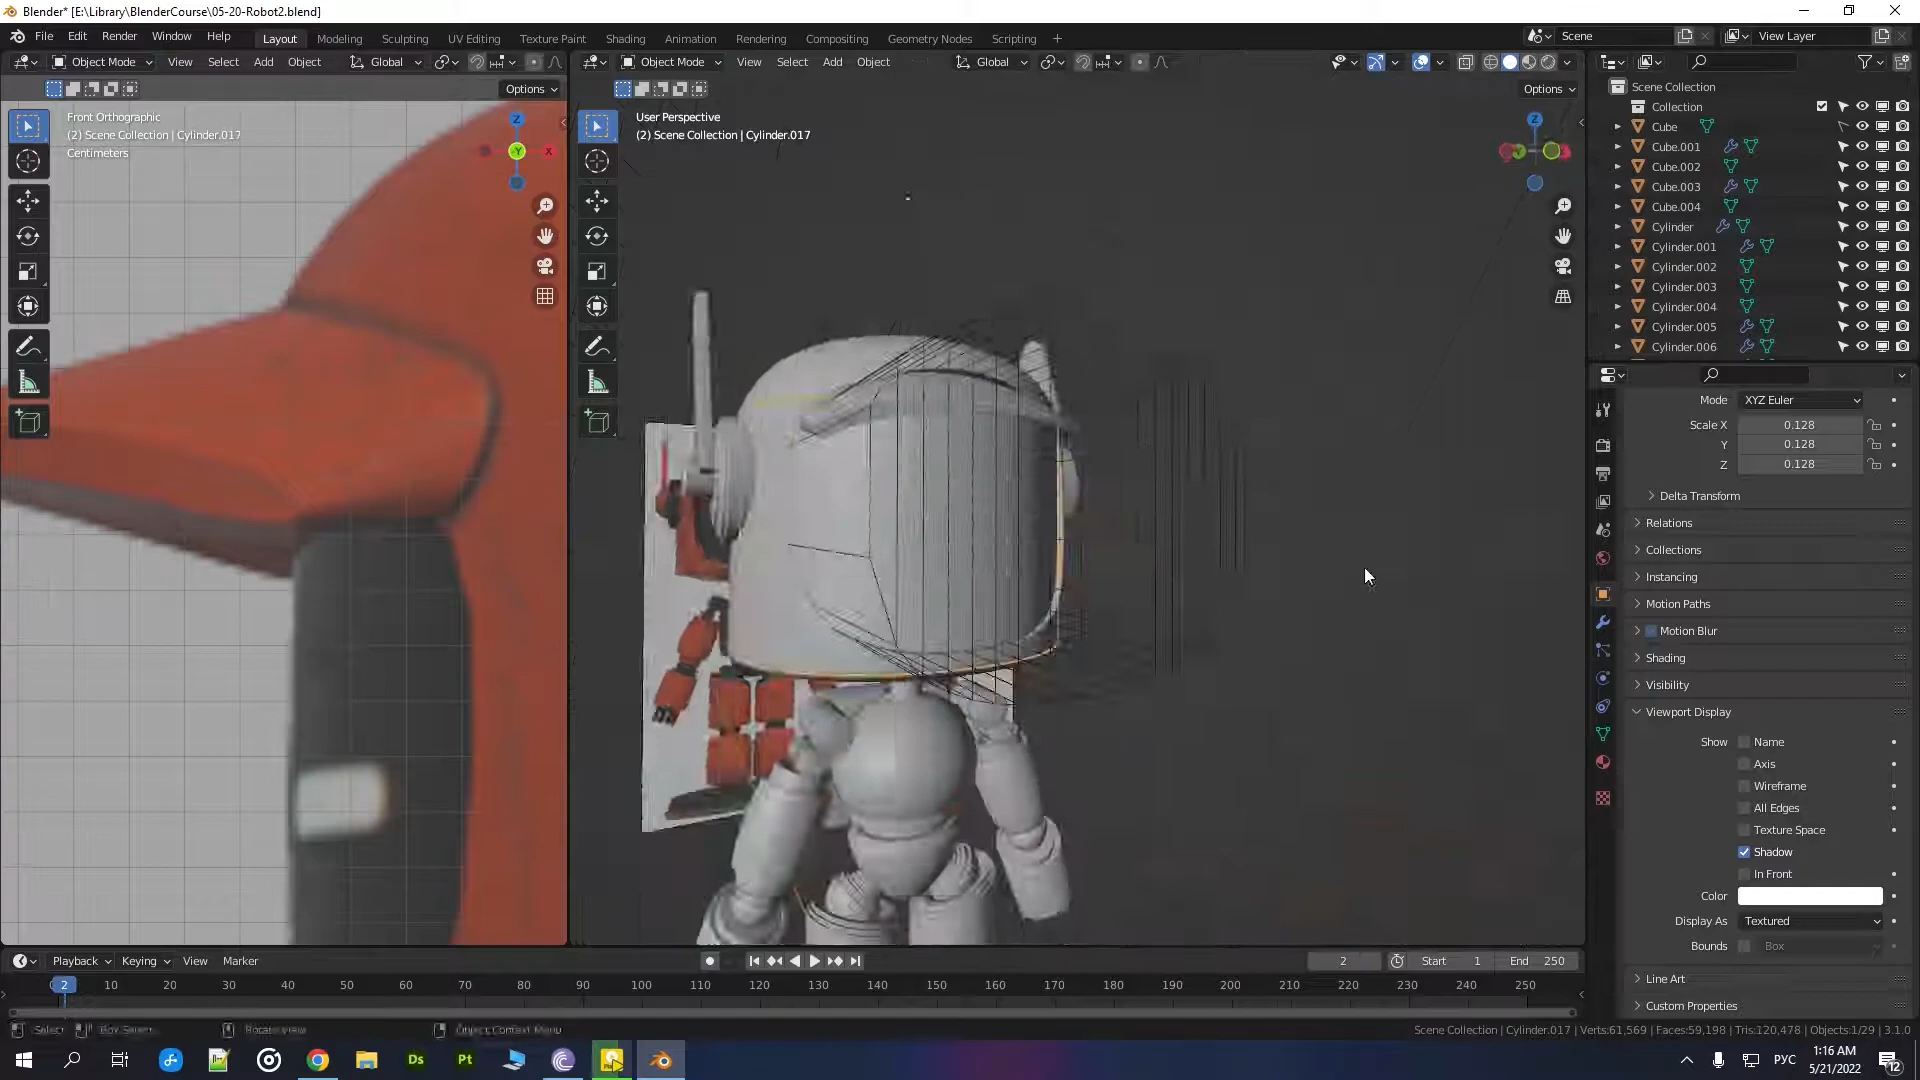 Blender* [E:\Library\BlenderCourse\05-20-Robot2.blend]
File Edit Render Window Help Layout Modeling Sculpting UV Editing Texture Paint Shading Animation Rendering Compositing Geometry Nodes Scripting +
Scene View Layer
Object Mode View Select Add Object Global
Options
Front Orthographic
(2) Scene Collection | Cylinder.017
Centimeters
Z
Y
X
Object Mode View Select Add Object Global
Options
User Perspective
(2) Scene Collection | Cylinder.017
Z
Y
Scene Collection
Collection
Cube
Cube.001
Cube.002
Cube.003
Cube.004
Cylinder
Cylinder.001
Cylinder.002
Cylinder.003
Cylinder.004
Cylinder.005
Cylinder.006
Mode XYZ Euler
Scale X 0.128
Y 0.128
Z 0.128
Delta Transform
Relations
Collections
Instancing
Motion Paths
Motion Blur
Shading
Visibility
Viewport Display
Show Name
Axis
Wireframe
All Edges
Texture Space
Shadow
In Front
Color
Display As Textured
Bounds Box
Line Art
Custom Properties
Playback Keying View Marker
2 Start 1 End 250
2 10 20 30 40 50 60 70 80 90 100 110 120 130 140 150 160 170 180 190 200 210 220 230 240 250
Select Box Select Rotate View Object Context Menu
Scene Collection | Cylinder.017 | Verts:61,569 | Faces:59,198 | Tris:120,478 | Objects:1/29 | 3.1.0
Ds Pt
РУС
1:16 AM
5/21/2022
12